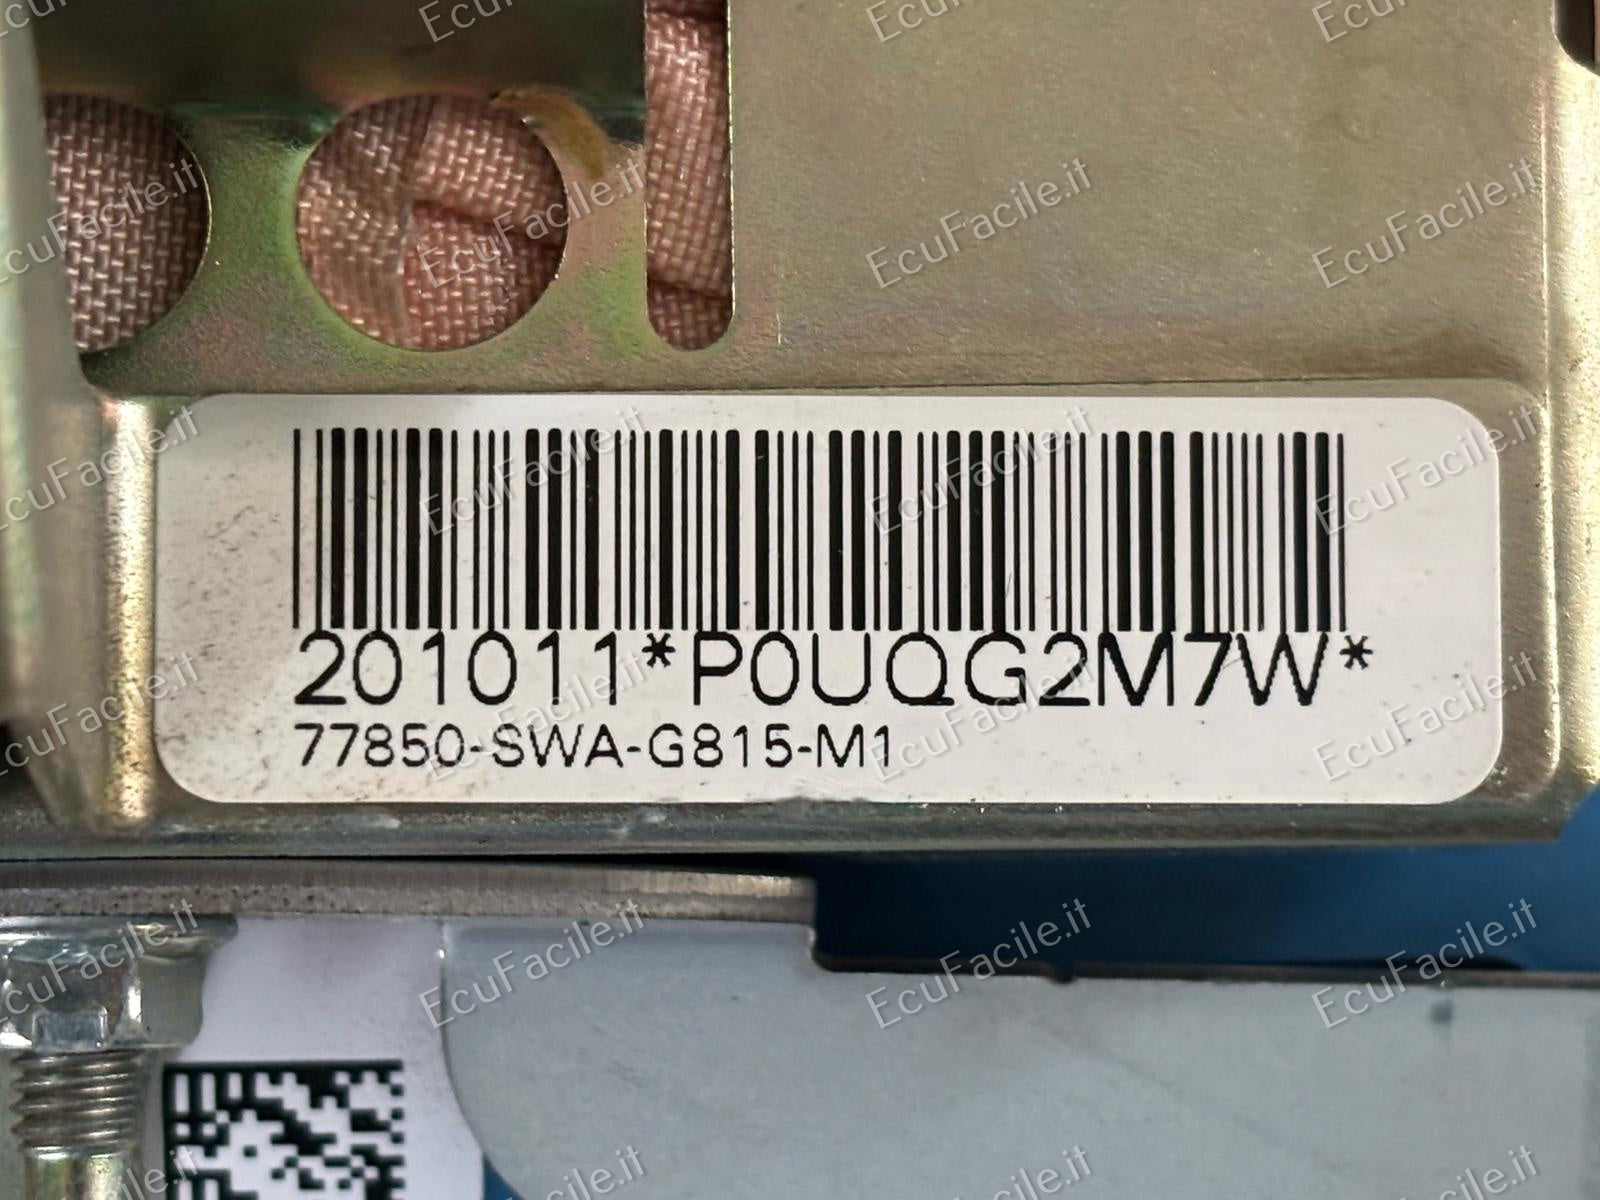 201011*P0UQG2M7W*
77850-SWA-G815-M1
EcuFacile.it